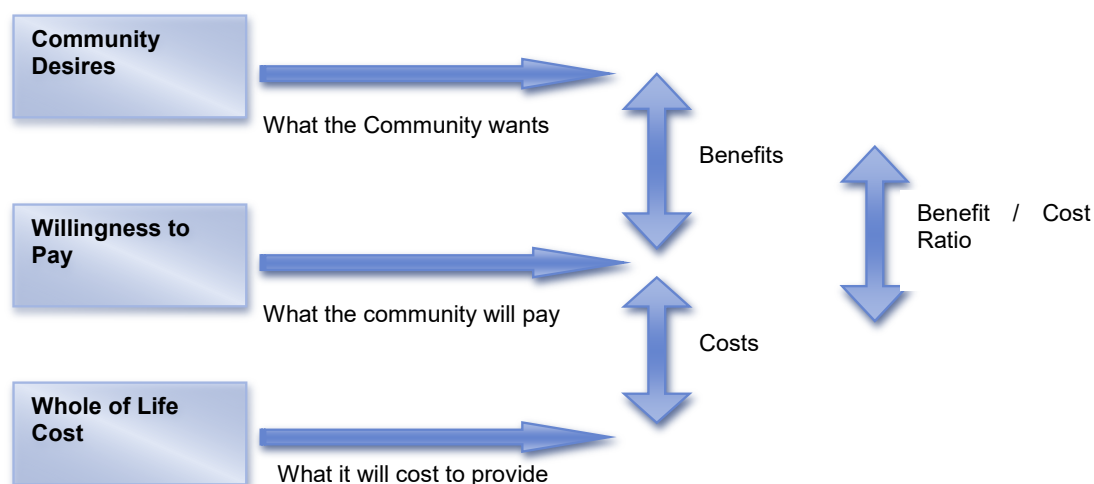 Community
Desires
What the Community wants
Benefits
Benefit / Cost
Ratio
Willingness to
Pay
What the community will pay
Costs
Whole of Life
Cost
What it will cost to provide